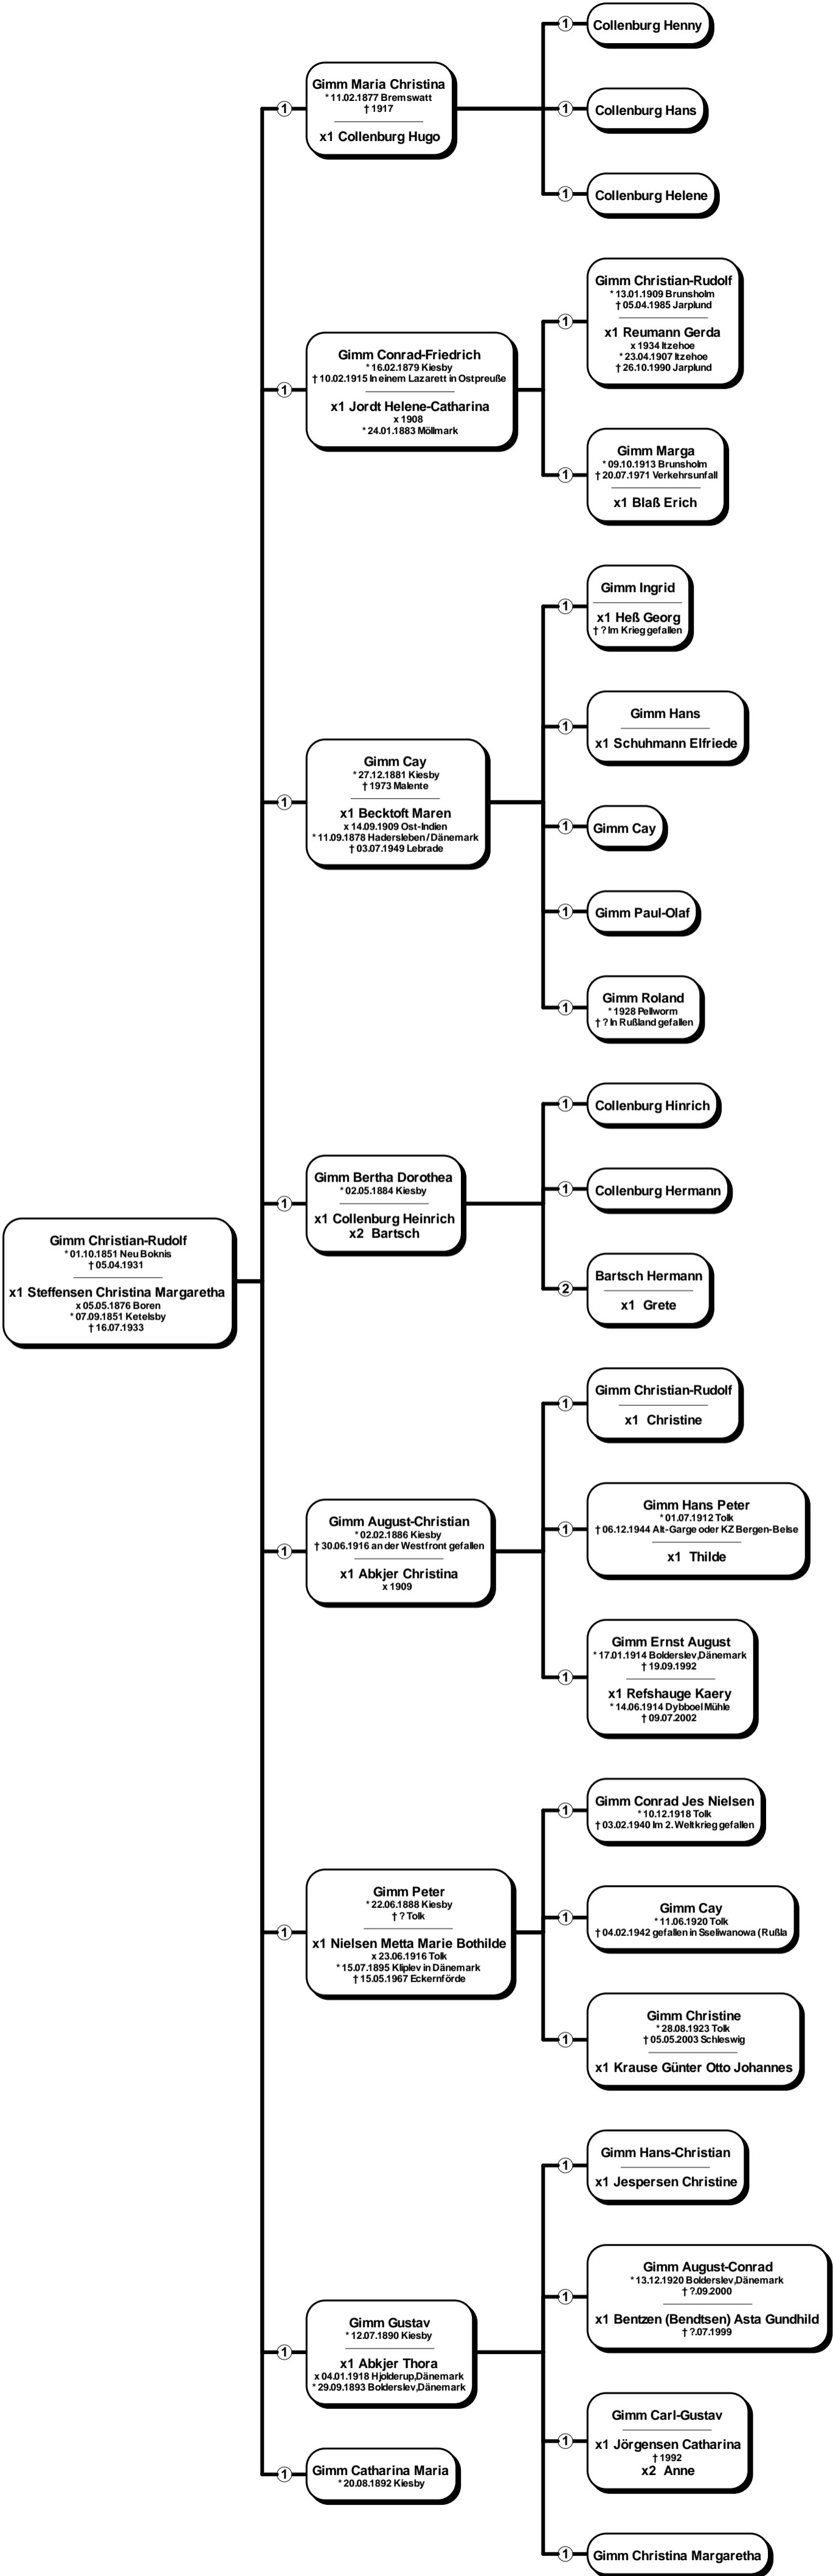 1
Collenburg Henny
1
Gimm Maria Christina
* 11.02.1877 Bremswatt
† 1917
x1 Collenburg Hugo
1
Collenburg Hans
1
Collenburg Helene
1
Gimm Conrad-Friedrich
* 16.02.1879 Kiesby
† 10.02.1915 In einem Lazarett in Ostpreuße
x1 Jordt Helene-Catharina
x 1908
* 24.01.1883 Möllmark
1
Gimm Christian-Rudolf
* 13.01.1909 Brunsholm
† 05.04.1985 Jarplund
x1 Reumann Gerda
x 1934 Itzehoe
* 23.04.1907 Itzehoe
† 26.10.1990 Jarplund
1
Gimm Marga
* 09.10.1913 Brunsholm
† 20.07.1971 Verkehrsunfall
x1 Blaß Erich
1
Gimm Cay
* 27.12.1881 Kiesby
† 1973 Malente
x1 Becktoft Maren
x 14.09.1909 Ost-Indien
* 11.09.1878 Hadersleben/Dänemark
† 03.07.1949 Lebrade
1
Gimm Ingrid
x1 Heß Georg
† ? Im Krieg gefallen
1
Gimm Hans
x1 Schuhmann Elfriede
1
Gimm Cay
1
Gimm Paul-Olaf
1
Gimm Roland
* 1928 Pellworm
† ? In Rußland gefallen
1
Gimm Bertha Dorothea
* 02.05.1884 Kiesby
x1 Collenburg Heinrich
x2 Bartsch
1
Collenburg Hinrich
1
Collenburg Hermann
2
Bartsch Hermann
x1 Grete
Gimm Christian-Rudolf
* 01.10.1851 Neu Boknis
† 05.04.1931
x1 Steffensen Christina Margaretha
x 05.05.1876 Boren
* 07.09.1851 Ketelsby
† 16.07.1933
1
Gimm August-Christian
* 02.02.1886 Kiesby
† 30.06.1916 an der Westfront gefallen
x1 Abkjer Christina
x 1909
1
Gimm Christian-Rudolf
x1 Christine
1
Gimm Hans Peter
* 01.07.1912 Tolk
† 06.12.1944 Alt-Garge oder KZ Bergen-Belse
x1 Thilde
1
Gimm Ernst August
* 17.01.1914 Bolderslev,Dänemark
† 19.09.1992
x1 Refshauge Kaery
* 14.06.1914 Dybboel Mühle
† 09.07.2002
1
Gimm Peter
* 22.06.1888 Kiesby
† ? Tolk
x1 Nielsen Metta Marie Bothilde
x 23.06.1916 Tolk
* 15.07.1895 Kliplev in Dänemark
† 15.05.1967 Eckernförde
1
Gimm Conrad Jes Nielsen
* 10.12.1918 Tolk
† 03.02.1940 Im 2. Weltkrieg gefallen
1
Gimm Cay
* 11.06.1920 Tolk
† 04.02.1942 gefallen in Sseliwanowa (Rußla
1
Gimm Christine
* 28.08.1923 Tolk
† 05.05.2003 Schleswig
x1 Krause Günter Otto Johannes
1
Gimm Gustav
* 12.07.1890 Kiesby
x1 Abkjer Thora
x 04.01.1918 Hjolderup,Dänemark
* 29.09.1893 Bolderslev,Dänemark
1
Gimm Hans-Christian
x1 Jespersen Christine
1
Gimm August-Conrad
* 13.12.1920 Bolderslev,Dänemark
† ?.09.2000
x1 Bentzen (Bendtsen) Asta Gundhild
† ?.07.1999
1
Gimm Carl-Gustav
x1 Jörgensen Catharina
† 1992
x2 Anne
1
Gimm Christina Margaretha
1
Gimm Catharina Maria
* 20.08.1892 Kiesby